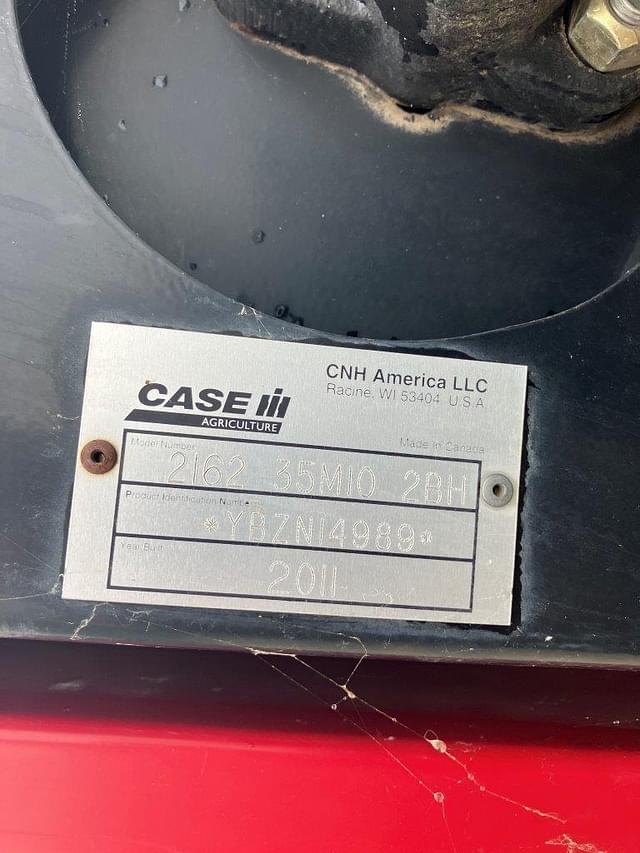 CASE IH
AGRICULTURE
CNH America LLC
Racine, WI 53404 U.S.A
Made in Canada
Model Number
2162 35M10 2BH
Product Identification Number
*YBZN14989*
Year Built
2011